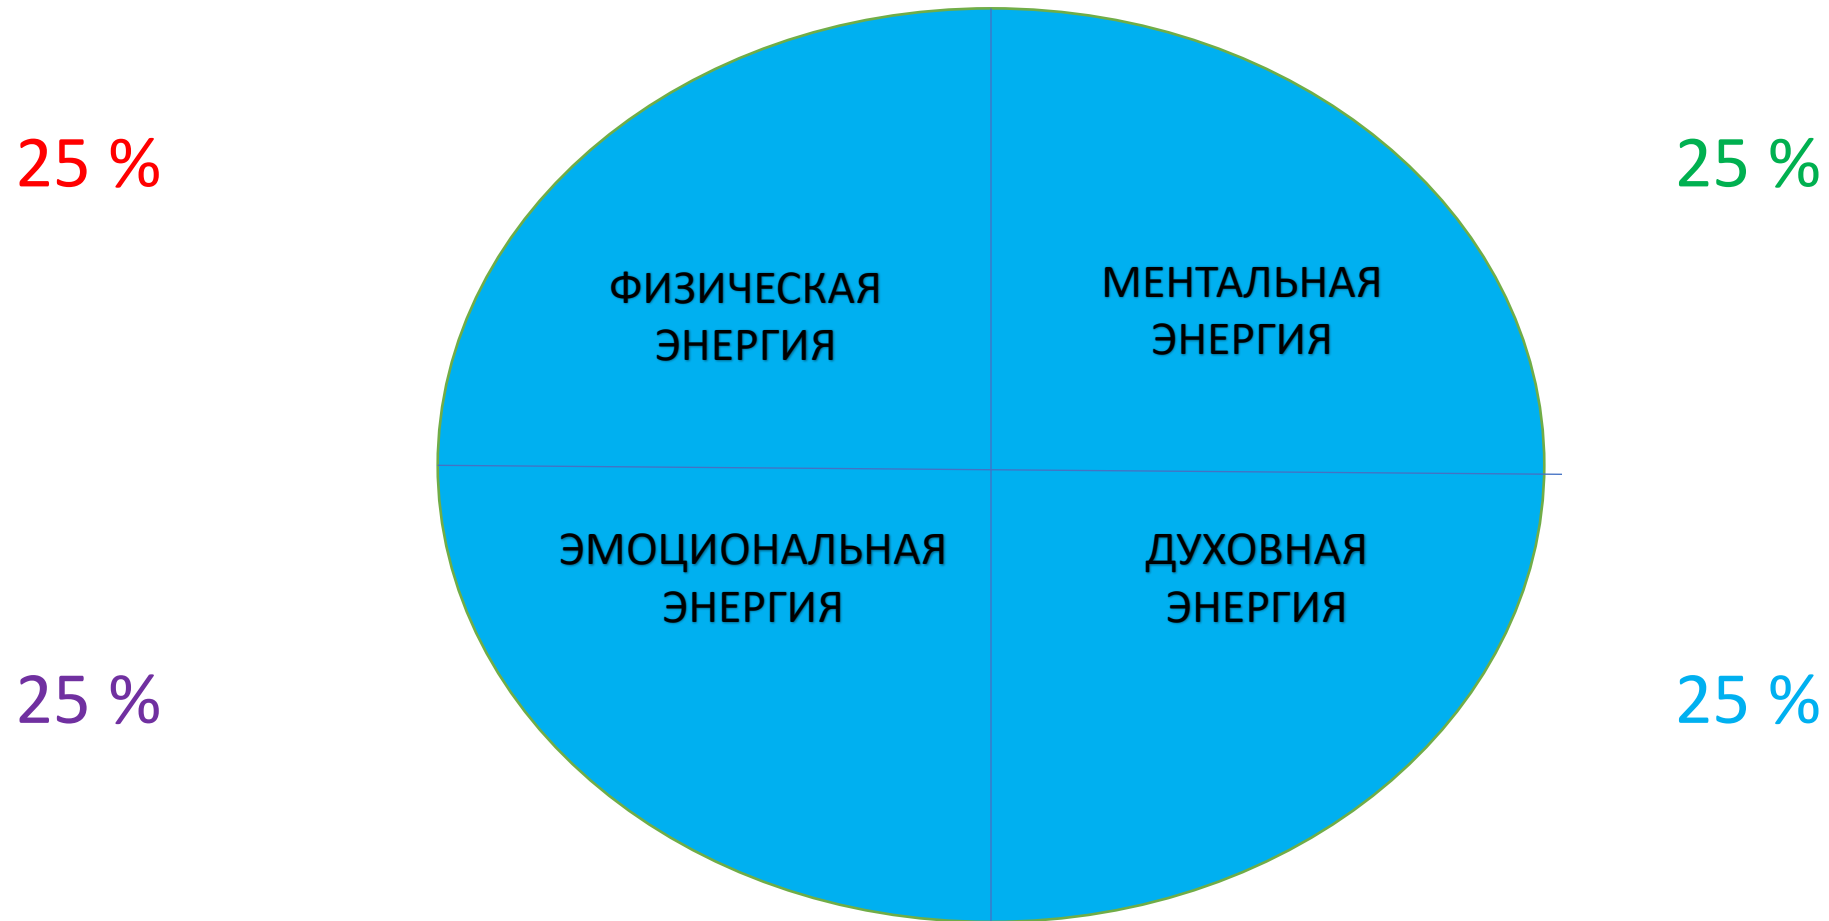 25 %
25 %
ФИЗИЧЕСКАЯ
ЭНЕРГИЯ
МЕНТАЛЬНАЯ
ЭНЕРГИЯ
ЭМОЦИОНАЛЬНАЯ
ЭНЕРГИЯ
ДУХОВНАЯ
ЭНЕРГИЯ
25 %
25 %